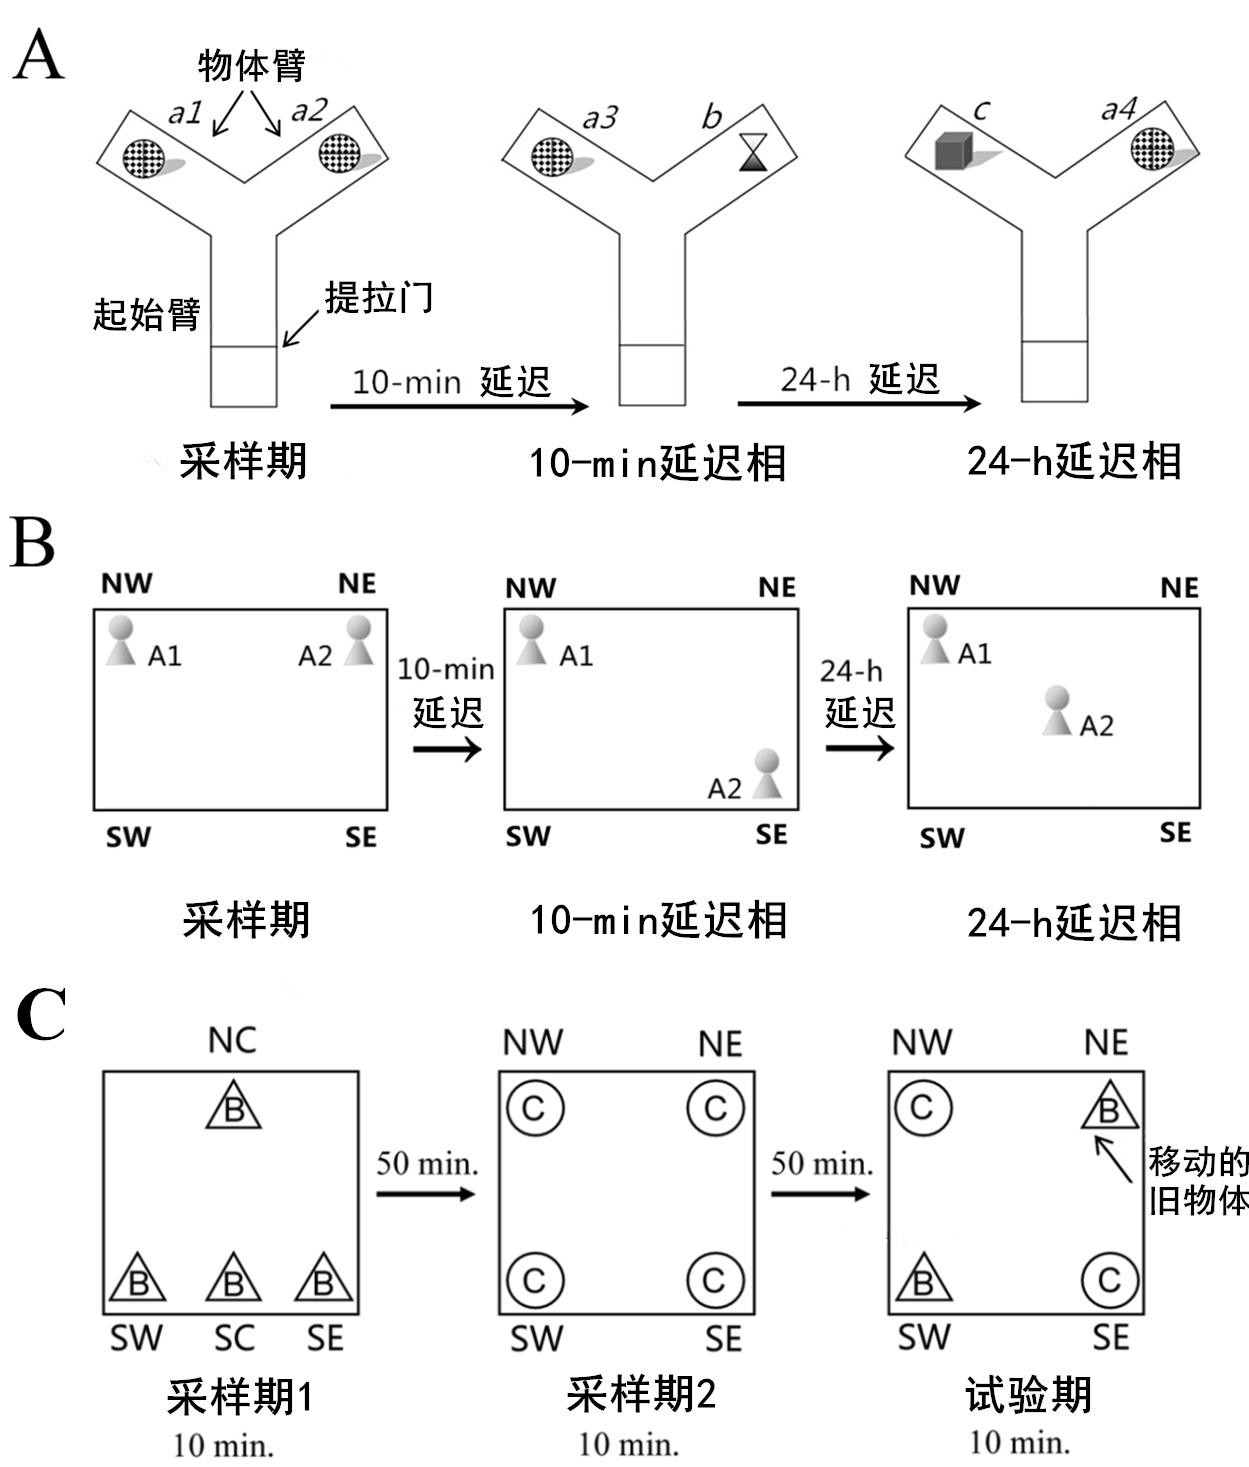 A
物体臂
a1
a2
起始臂
提拉门
采样期
10-min 延迟
a3
b
10-min延迟相
24-h 延迟
c
a4
24-h延迟相
B
NW
NE
A1
A2
SW
SE
采样期
10-min
延迟
NW
NE
A1
A2
SW
SE
10-min延迟相
24-h
延迟
NW
NE
A1
A2
SW
SE
24-h延迟相
C
NC
B
B
B
B
SW
SC
SE
采样期1
10 min.
50 min.
NW
NE
C
C
C
C
SW
SE
采样期2
10 min.
50 min.
NW
NE
C
B
移动的
旧物体
B
C
SW
SE
试验期
10 min.